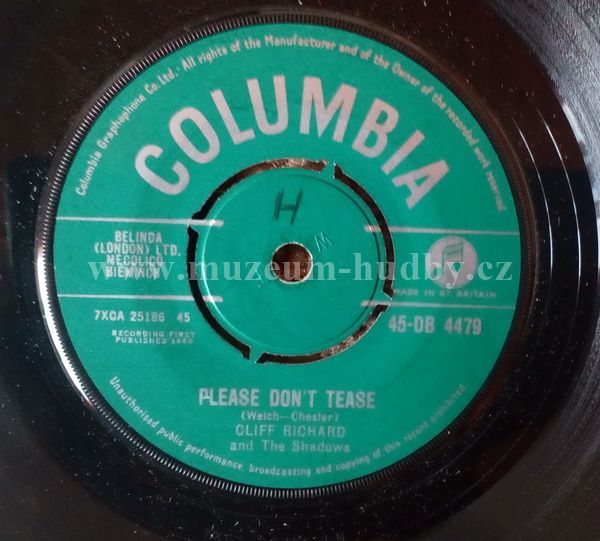 Columbia Graphophone Co. Ltd. All rights of the Manufacturer and of the Owner of the recorded work reserved.
COLUMBIA
H
BELINDA
(LONDON) LTD.
MECOLICO
BIEM/NCB
www.muzeum-hudby.cz
MADE IN GT. BRITAIN
7XCA 25186 45
45-DB 4479
RECORDING FIRST
PUBLISHED 1960
PLEASE DON'T TEASE
(Welch—Chester)
CLIFF RICHARD
and The Shadows
Unauthorised public performance, broadcasting and copying of this record prohibited